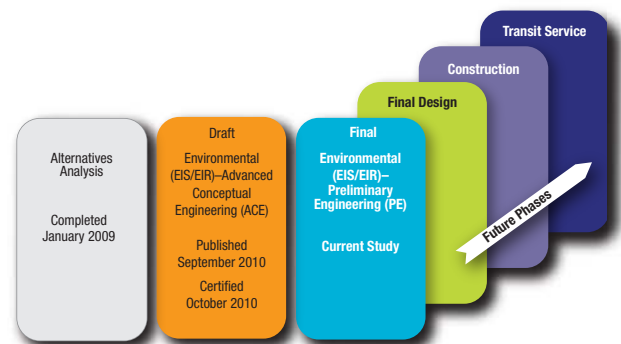 Transit Service
Construction
Final Design
Alternatives
Analysis
Completed
January 2009
Draft
Environmental
(EIS/EIR)–Advanced
Conceptual
Engineering (ACE)
Published
September 2010
Certified
October 2010
Final
Environmental
(EIS/EIR)–
Preliminary
Engineering (PE)
Current Study
Future Phases